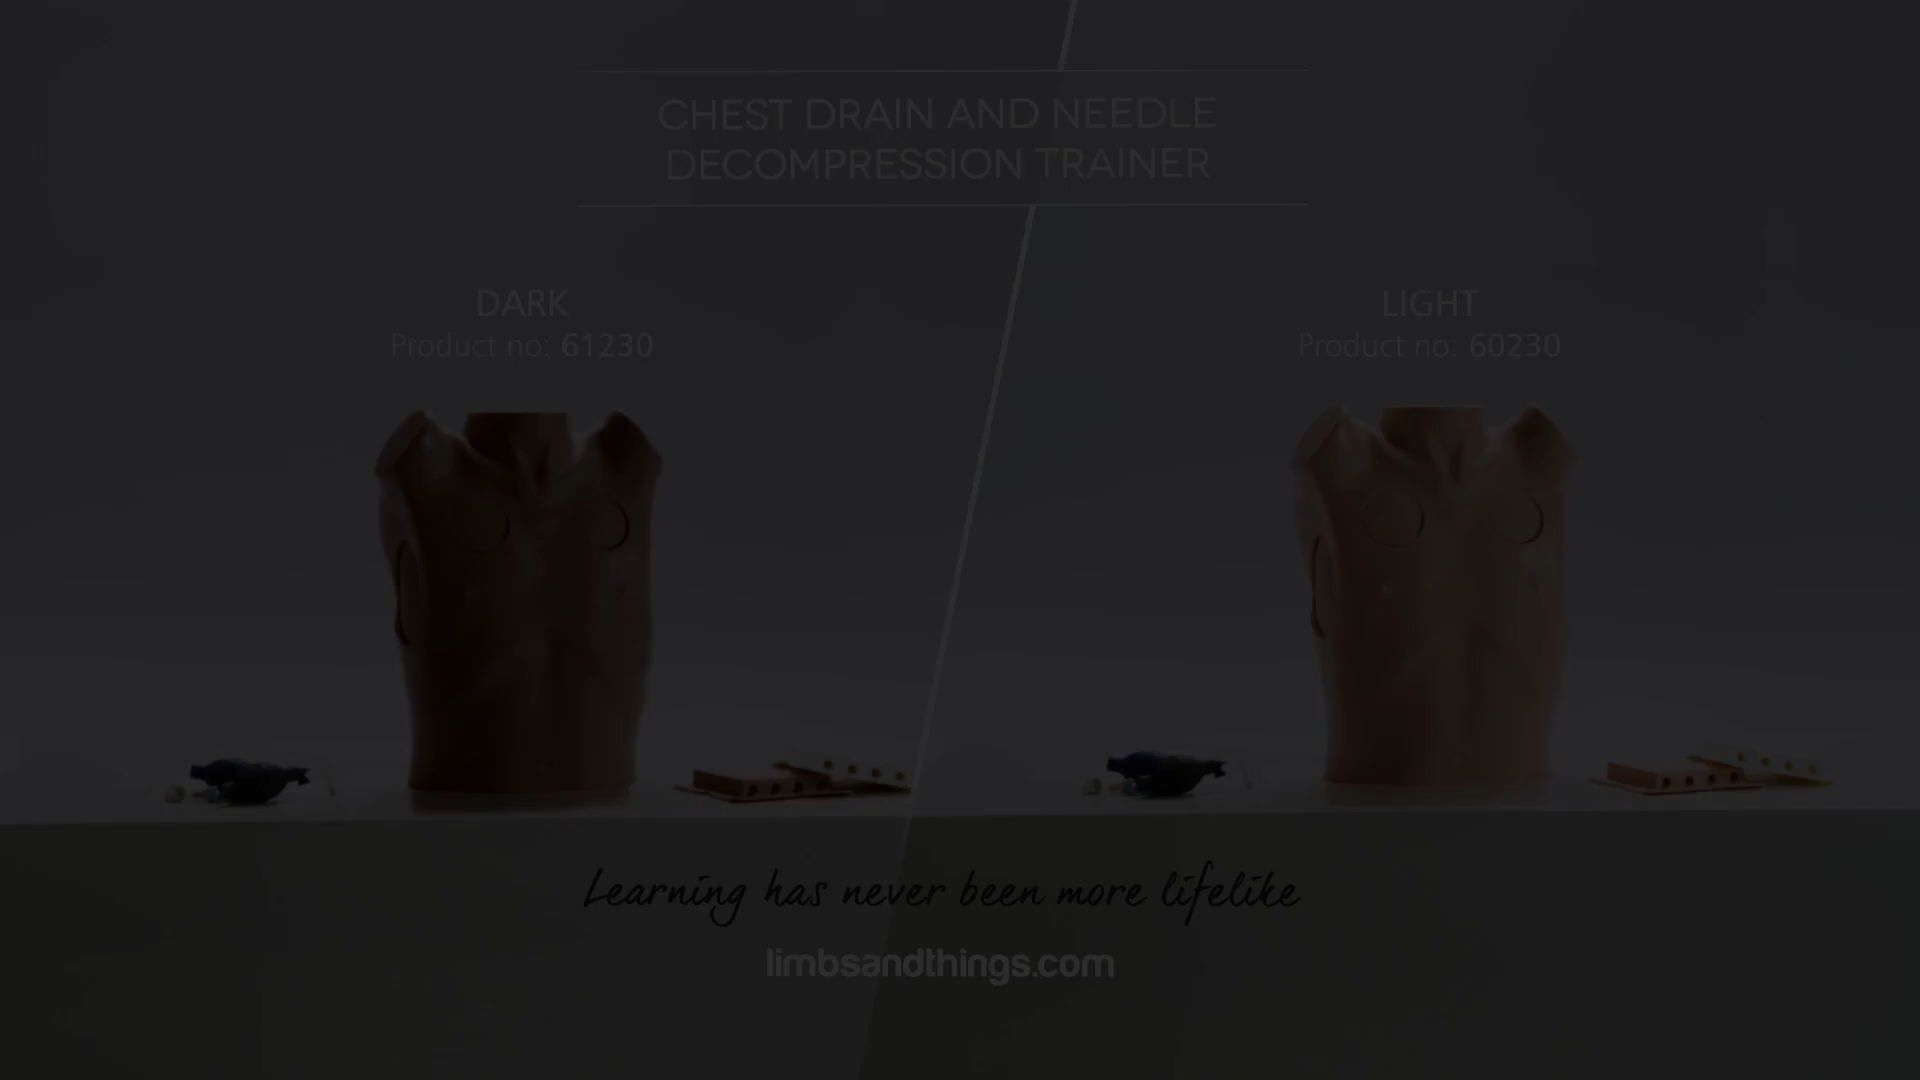 CHEST DRAIN AND NEEDLE
DECOMPRESSION TRAINER
DARK
Product no: 61230
LIGHT
Product no: 60230
Learning has never been more lifelike
limbsandthings.com